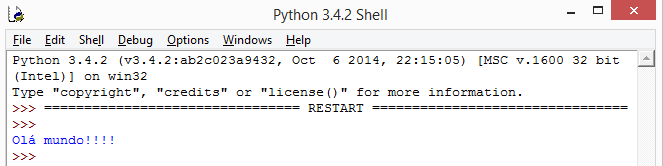 Python 3.4.2 Shell
File Edit Shell Debug Options Windows Help
Python 3.4.2 (v3.4.2:ab2c023a9432, Oct  6 2014, 22:15:05) [MSC v.1600 32 bit
(Intel)] on win32
Type "copyright", "credits" or "license()" for more information.
>>> ================================ RESTART ================================
>>>
Olá mundo!!!!
>>>